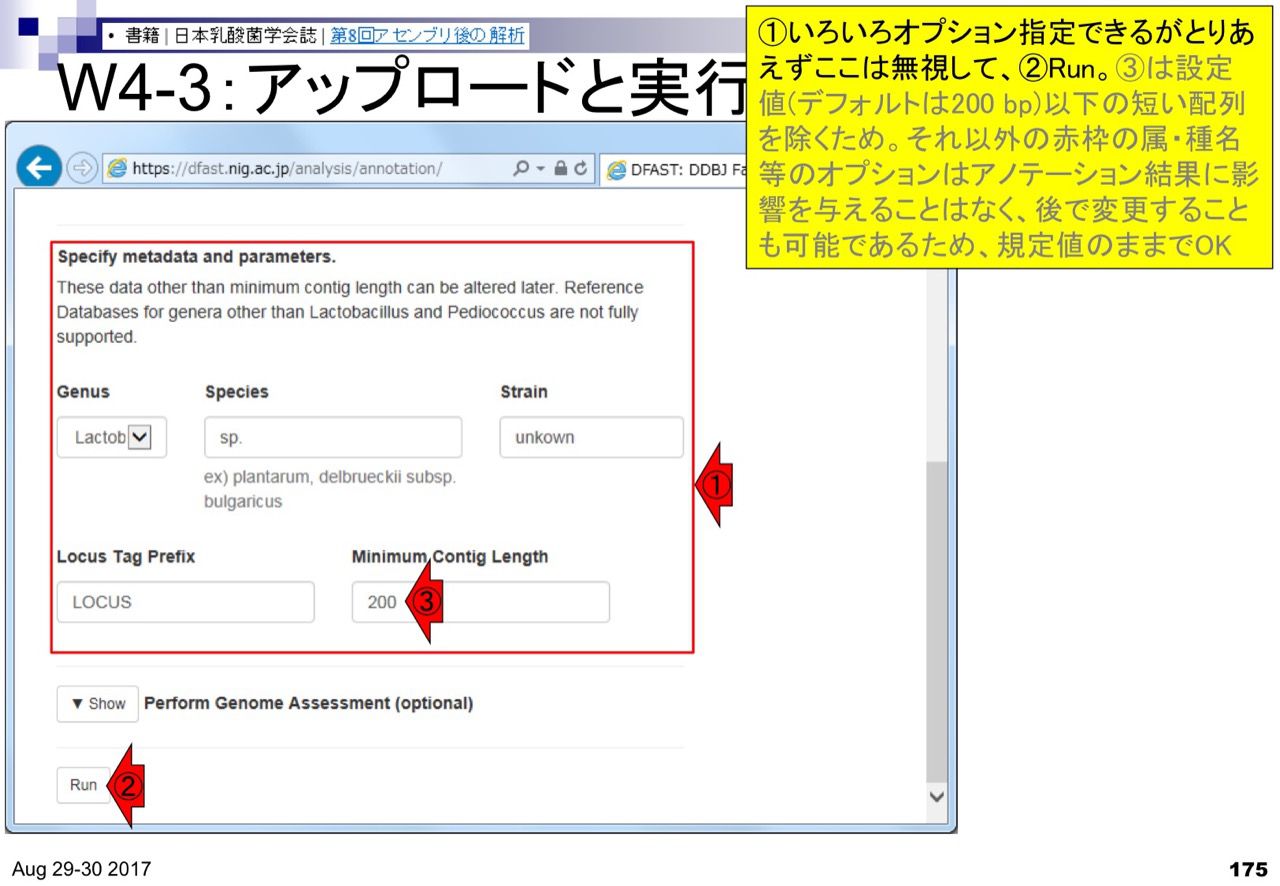 • 書籍 | 日本乳酸菌学会誌 | 第8回アセンブリ後の解析
W4-3：アップロードと実行
①いろいろオプション指定できるがとりあ
えずここは無視して、②Run。③は設定
値(デフォルトは200 bp)以下の短い配列
を除くため。それ以外の赤枠の属・種名
等のオプションはアノテーション結果に影
響を与えることはなく、後で変更すること
も可能であるため、規定値のままでOK
https://dfast.nig.ac.jp/analysis/annotation/
DFAST: DDBJ Fa
Specify metadata and parameters.
These data other than minimum contig length can be altered later. Reference
Databases for genera other than Lactobacillus and Pediococcus are not fully
supported.
Genus Species Strain
Lactob sp. unkown
ex) plantarum, delbrueckii subsp.
bulgaricus
①
Locus Tag Prefix Minimum Contig Length
LOCUS 200 ③
▼ Show Perform Genome Assessment (optional)
Run ②
Aug 29-30 2017
175